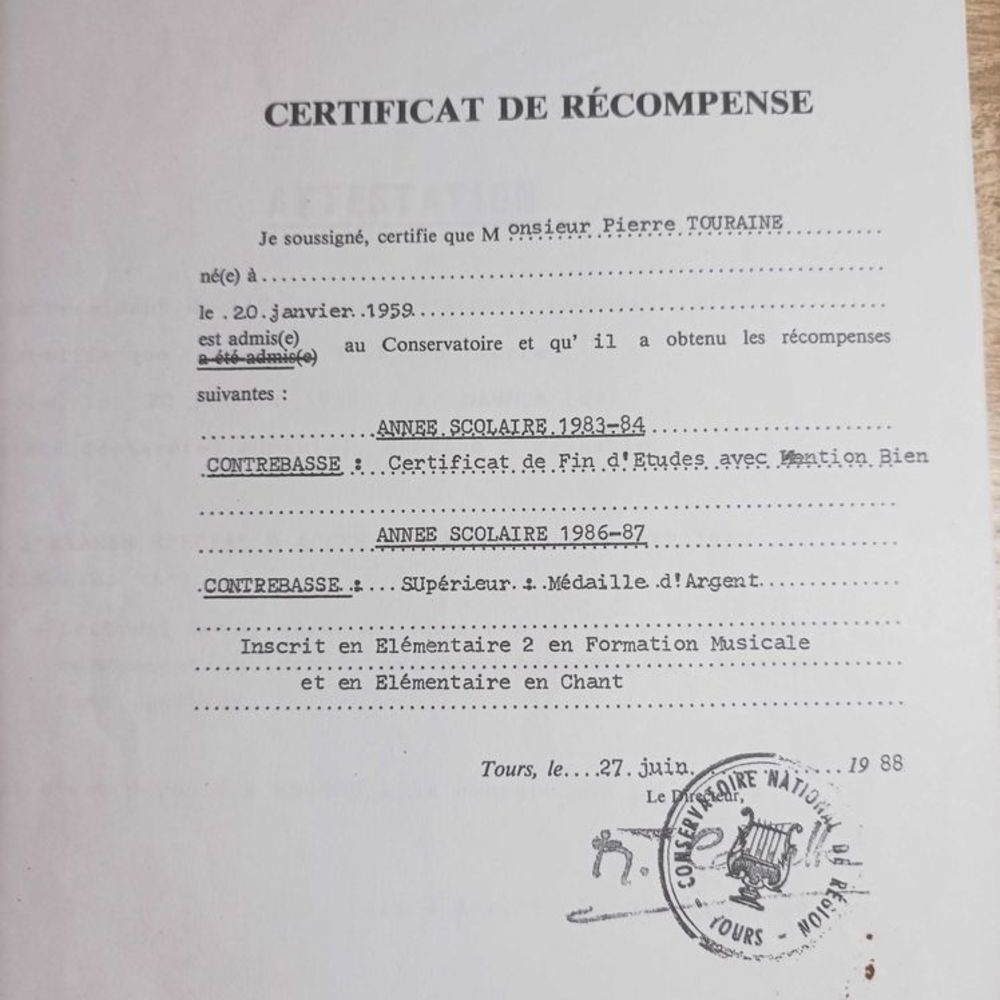 CERTIFICAT DE RÉCOMPENSE
Je soussigné, certifie que M onsieur Pierre TOURAINE
né(e) à
le 20 janvier 1959
est admis(e)
a été admis(e) au Conservatoire et qu' il a obtenu les récompenses
suivantes :
ANNEE SCOLAIRE 1983-84
CONTREBASSE : Certificat de Fin d'Etudes avec Mention Bien
ANNEE SCOLAIRE 1986-87
CONTREBASSE : SUpérieur : Médaille d'Argent
Inscrit en Elémentaire 2 en Formation Musicale
et en Elémentaire en Chant
Tours, le 27 juin 19 88
Le Directeur,
CONSERVATOIRE NATIONAL DE RÉGION - TOURS -